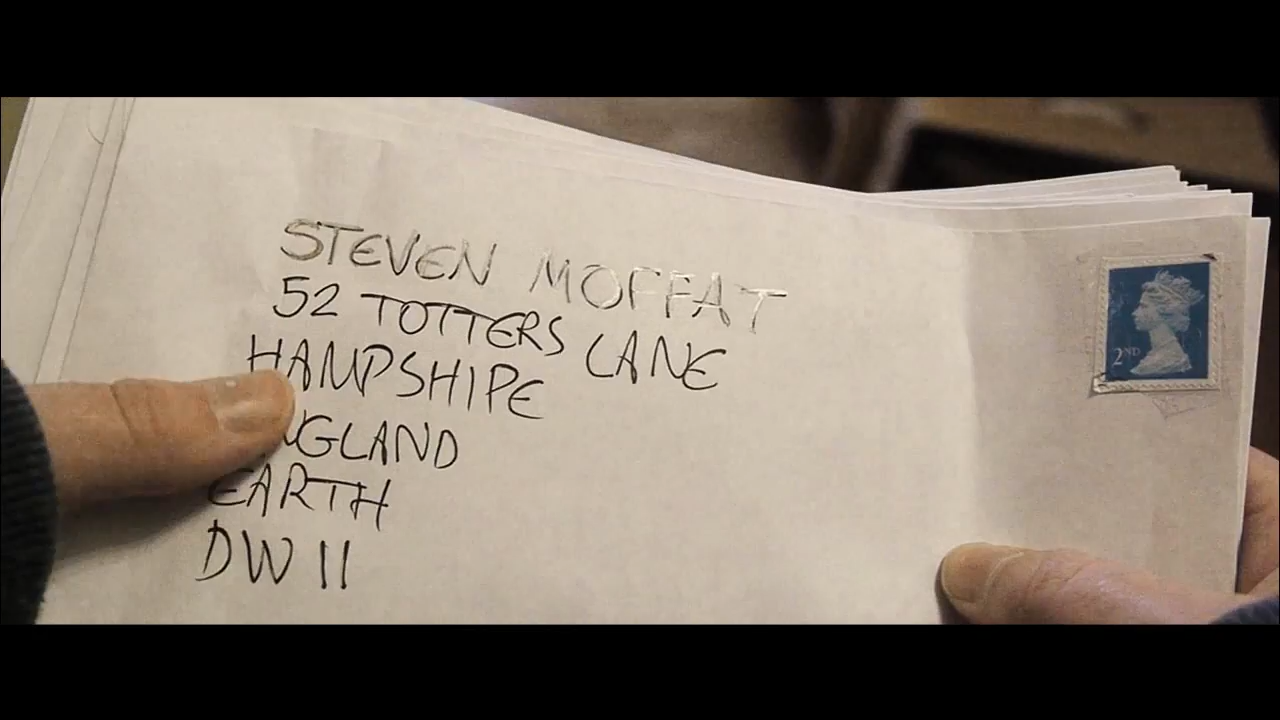 STEVEN MOFFAT
52 TOTTERS LANE
HAMPSHIPE
NGLAND
EARTH
DW11
2ND